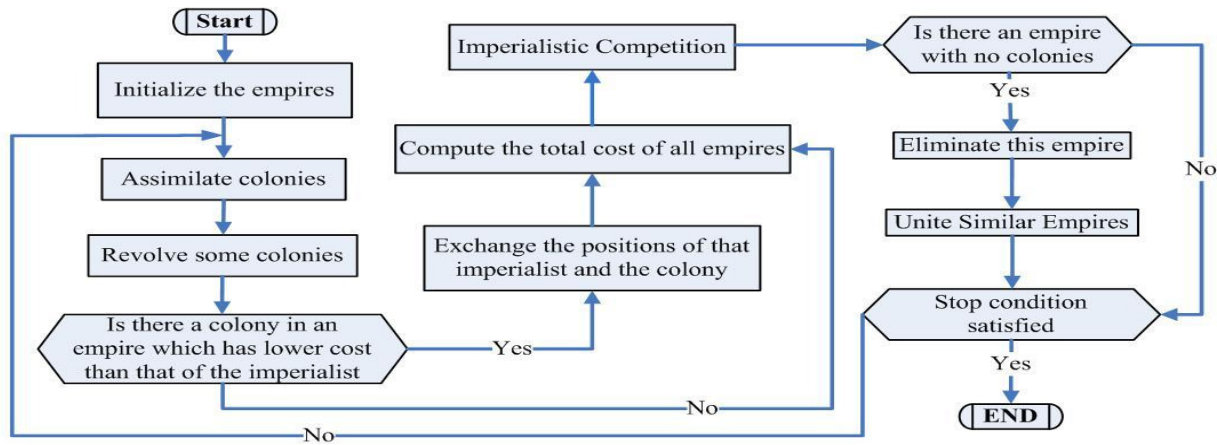 Start
Initialize the empires
Assimilate colonies
Revolve some colonies
Is there a colony in an
empire which has lower cost
than that of the imperialist
Yes
No
Exchange the positions of that
imperialist and the colony
Compute the total cost of all empires
Imperialistic Competition
Is there an empire
with no colonies
Yes
No
Eliminate this empire
Unite Similar Empires
Stop condition
satisfied
Yes
No
END